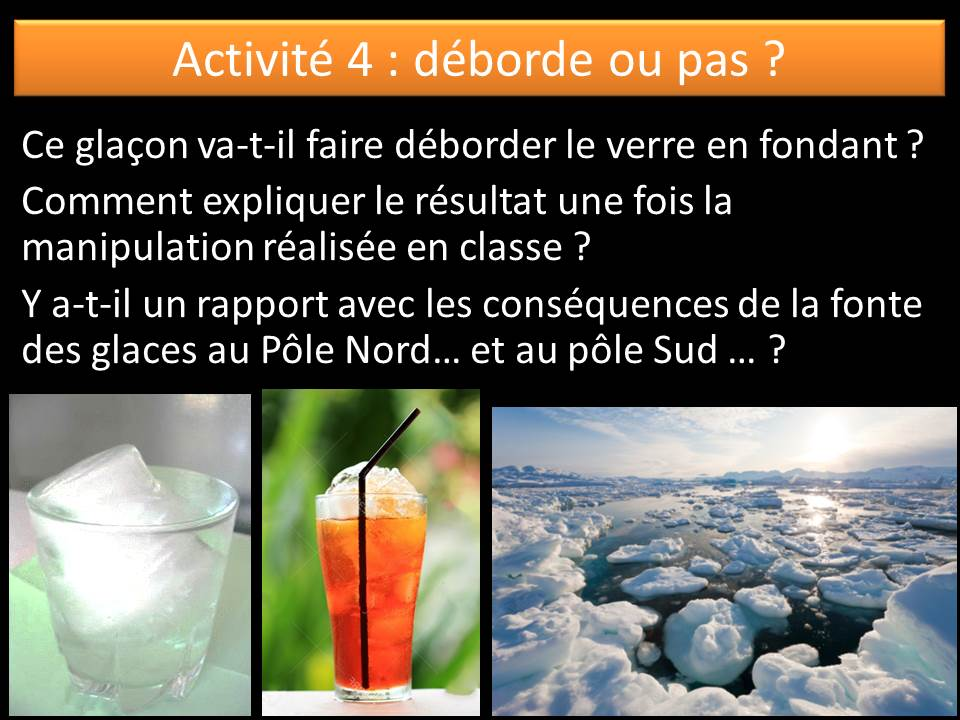 Activité 4 : déborde ou pas ?
Ce glaçon va-t-il faire déborder le verre en fondant ?
Comment expliquer le résultat une fois la
manipulation réalisée en classe ?
Y a-t-il un rapport avec les conséquences de la fonte
des glaces au Pôle Nord… et au pôle Sud … ?